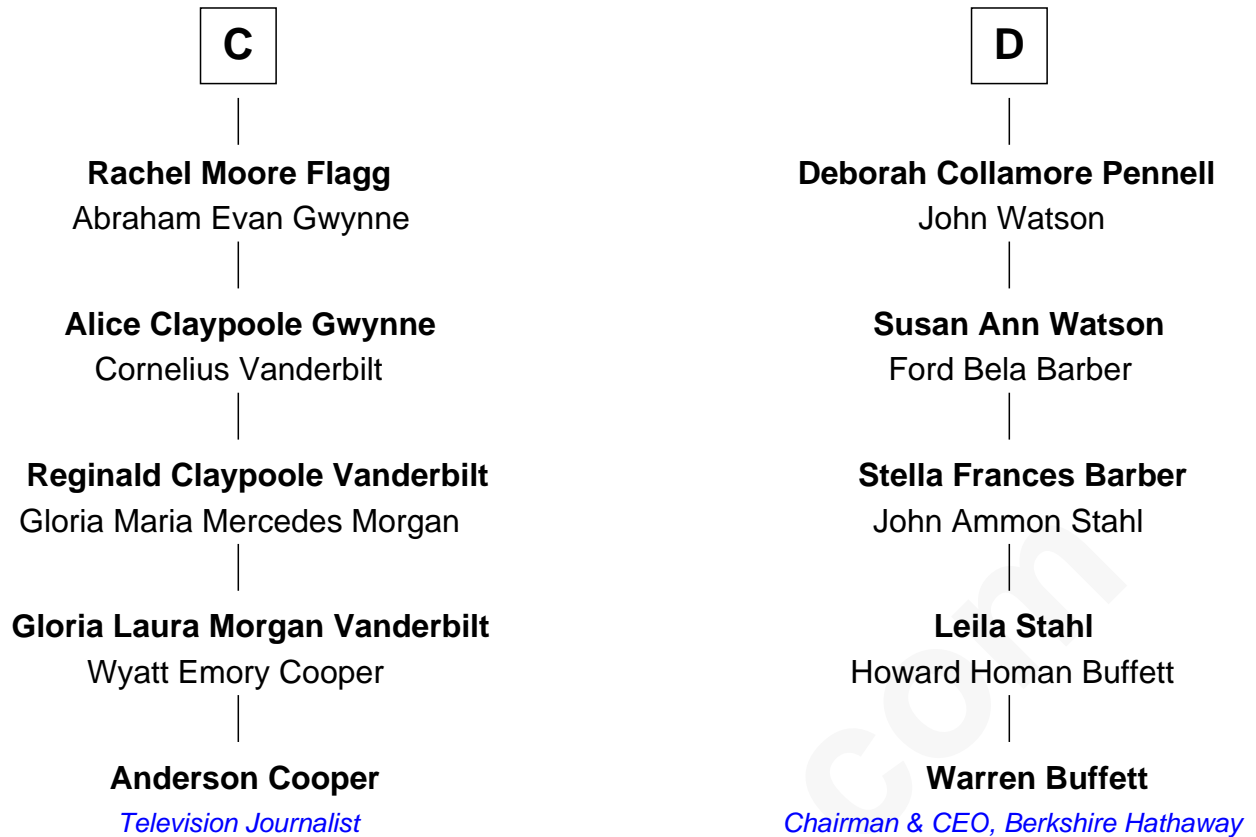 C
Rachel Moore Flagg
Abraham Evan Gwynne
Alice Claypoole Gwynne
Cornelius Vanderbilt
Reginald Claypoole Vanderbilt
Gloria Maria Mercedes Morgan
Gloria Laura Morgan Vanderbilt
Wyatt Emory Cooper
Anderson Cooper
Television Journalist
D
Deborah Collamore Pennell
John Watson
Susan Ann Watson
Ford Bela Barber
Stella Frances Barber
John Ammon Stahl
Leila Stahl
Howard Homan Buffett
Warren Buffett
Chairman & CEO, Berkshire Hathaway
com